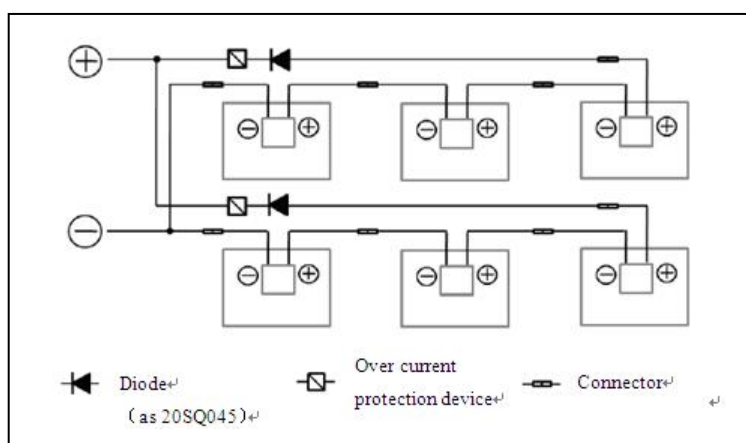 Diode
(as 20SQ045)
Over current
protection device
Connector